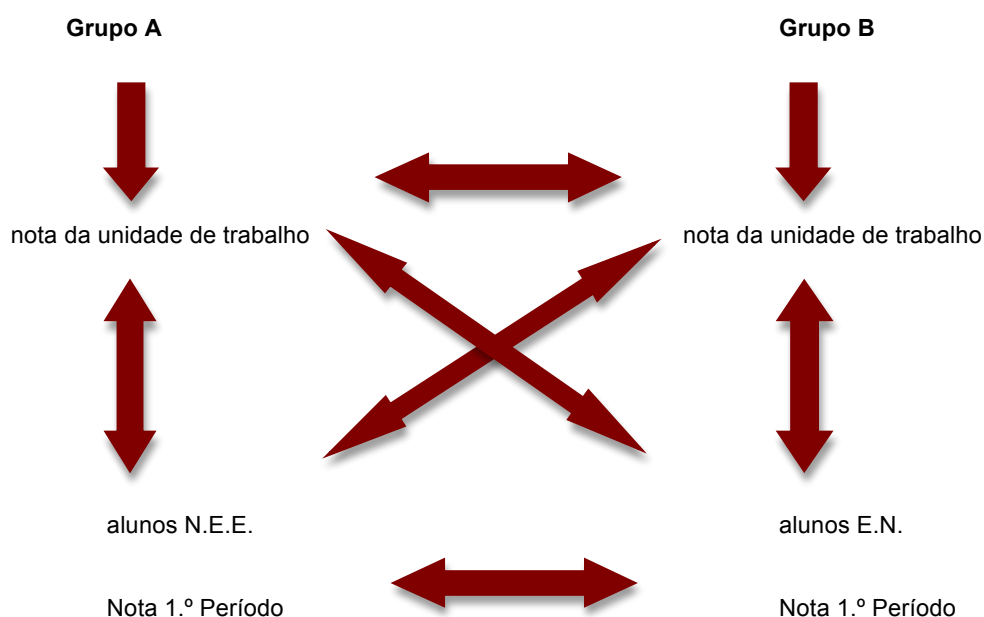 Grupo A
Grupo B
nota da unidade de trabalho
nota da unidade de trabalho
alunos N.E.E.
alunos E.N.
Nota 1.º Período
Nota 1.º Período